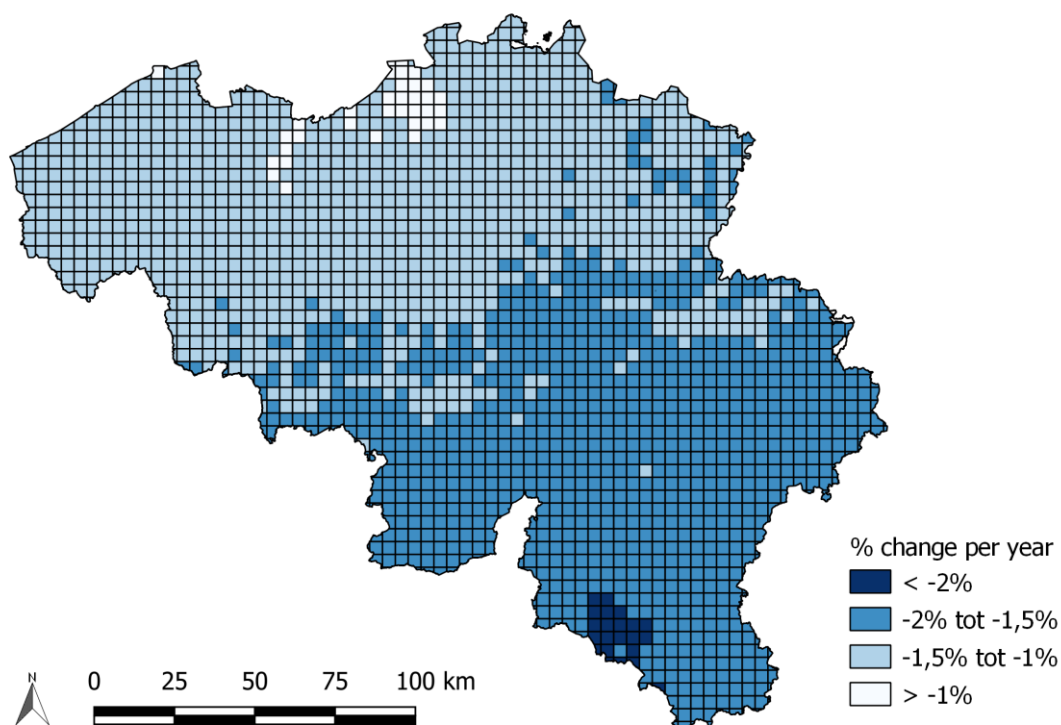 % change per year
< -2%
-2% tot -1,5%
-1,5% tot -1%
> -1%
N
0 25 50 75 100 km